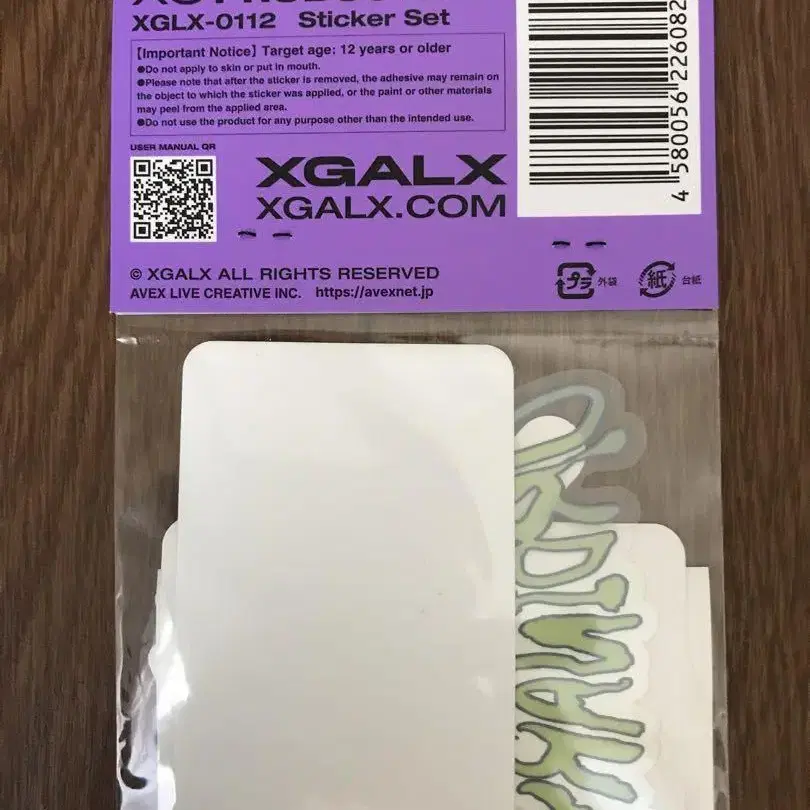 XGLX-0112 Sticker Set
【Important Notice】Target age: 12 years or older
●Do not apply to skin or put in mouth.
●Please note that after the sticker is removed, the adhesive may remain on
the object to which the sticker was applied, or the paint or other materials
may peel from the applied area.
●Do not use the product for any purpose other than the intended use.
USER MANUAL QR
XGALX
XGALX.COM
4 580056 226082
© XGALX ALL RIGHTS RESERVED
AVEX LIVE CREATIVE INC. https://avexnet.jp
プラ 外袋
紙 台紙